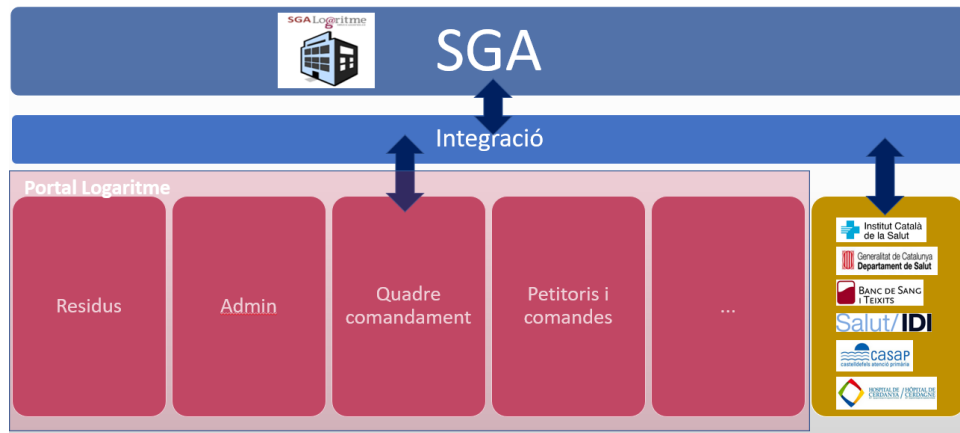 SGA Logaritme
SGA
Integració
Portal Logaritme
Residus
Admin
Quadre
comandament
Petitoris i
comandes
...
Institut Català
de la Salut
Generalitat de Catalunya
Departament de Salut
BANC DE SANG
I TEIXITS
Salut/IDI
casap
castelldefels atenció primària
HOSPITAL DE CERDANYA / HÔPITAL DE CERDAGNE